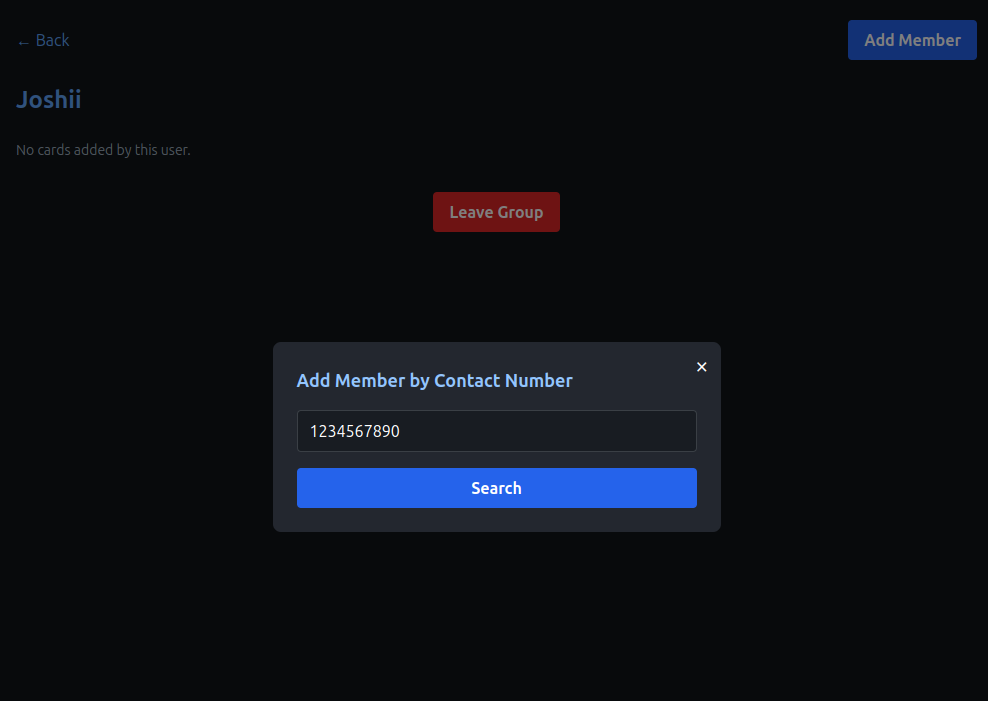 ← Back
Add Member
Joshii
No cards added by this user.
Leave Group
×
Add Member by Contact Number
1234567890
Search